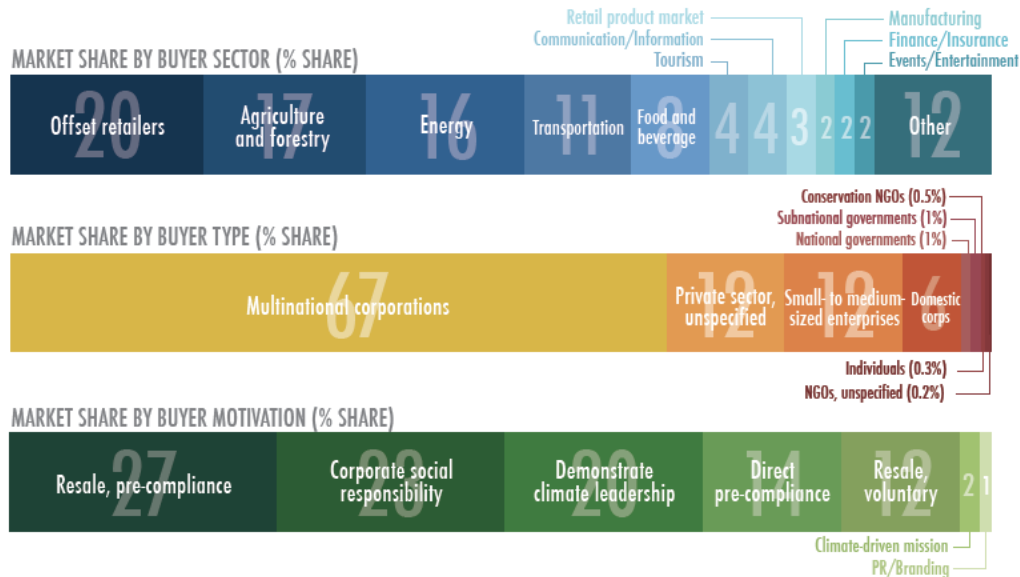 Retail product market
Manufacturing
Communication/Information
Finance/Insurance
Tourism
Events/Entertainment
MARKET SHARE BY BUYER SECTOR (% SHARE)
20
Offset retailers
17
Agriculture
and forestry
16
Energy
11
Transportation
8
Food and
beverage
4
4
3
2
2
2
12
Other
Conservation NGOs (0.5%)
Subnational governments (1%)
National governments (1%)
MARKET SHARE BY BUYER TYPE (% SHARE)
67
Multinational corporations
12
Private sector,
unspecified
12
Small- to medium-
sized enterprises
6
Domestic
corps
Individuals (0.3%)
NGOs, unspecified (0.2%)
MARKET SHARE BY BUYER MOTIVATION (% SHARE)
27
Resale, pre-compliance
23
Corporate social
responsibility
20
Demonstrate
climate leadership
14
Direct
pre-compliance
12
Resale,
voluntary
2
1
Climate-driven mission
PR/Branding